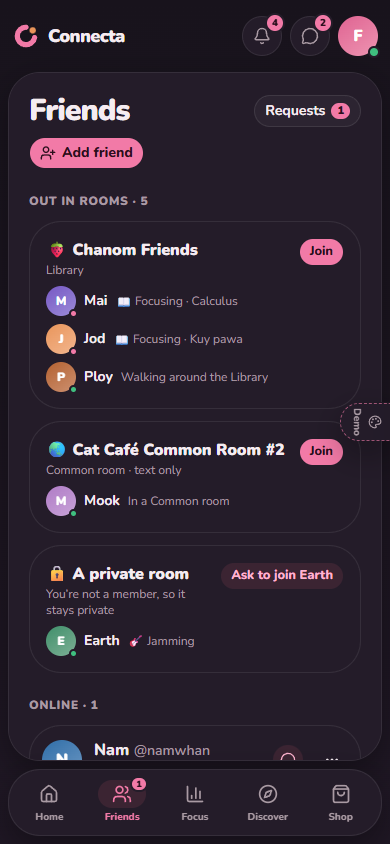 Connecta
4
2
F
Friends
Requests 1
Add friend
OUT IN ROOMS · 5
Chanom Friends
Join
Library
M Mai Focusing · Calculus
J Jod Focusing · Kuy pawa
P Ploy Walking around the Library
Demo
Cat Café Common Room #2
Join
Common room · text only
M Mook In a Common room
A private room
Ask to join Earth
You're not a member, so it
stays private
E Earth Jamming
ONLINE · 1
N Nam @namwhan
1
Home Friends Focus Discover Shop